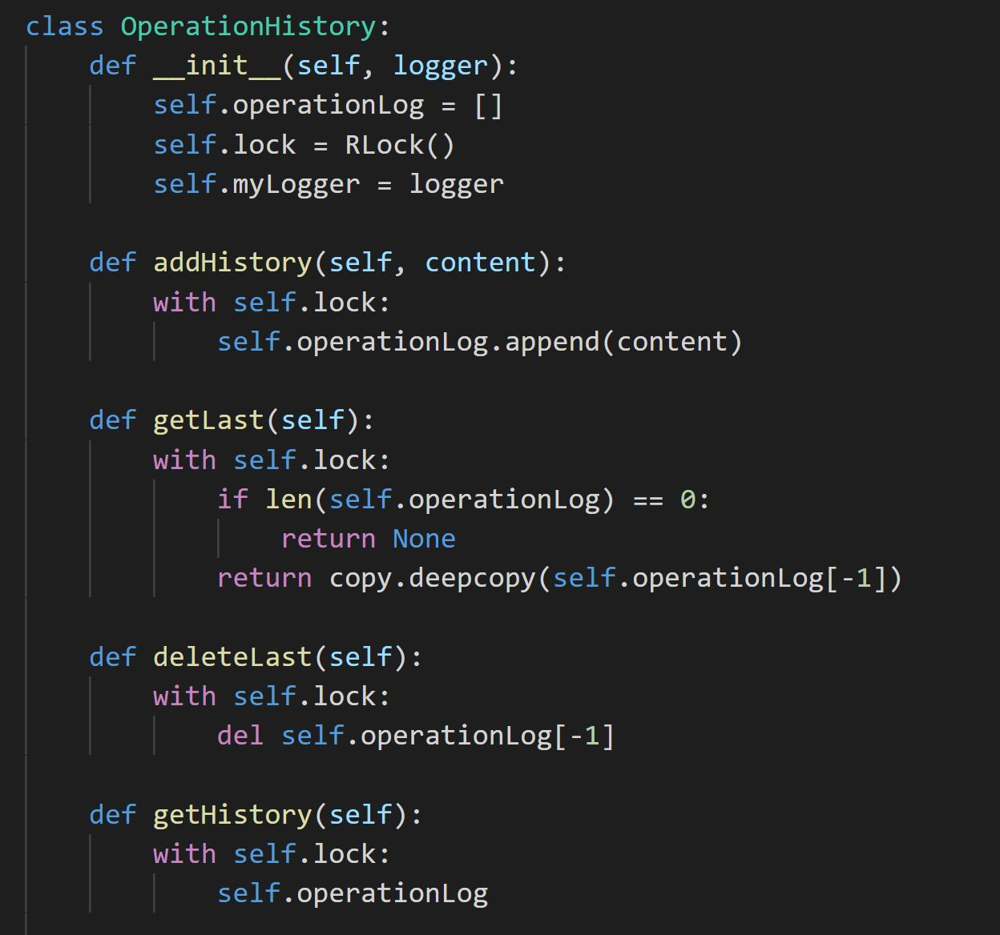 class OperationHistory:
    def __init__(self, logger):
        self.operationLog = []
        self.lock = RLock()
        self.myLogger = logger

    def addHistory(self, content):
        with self.lock:
            self.operationLog.append(content)

    def getLast(self):
        with self.lock:
            if len(self.operationLog) == 0:
                return None
            return copy.deepcopy(self.operationLog[-1])

    def deleteLast(self):
        with self.lock:
            del self.operationLog[-1]

    def getHistory(self):
        with self.lock:
            self.operationLog